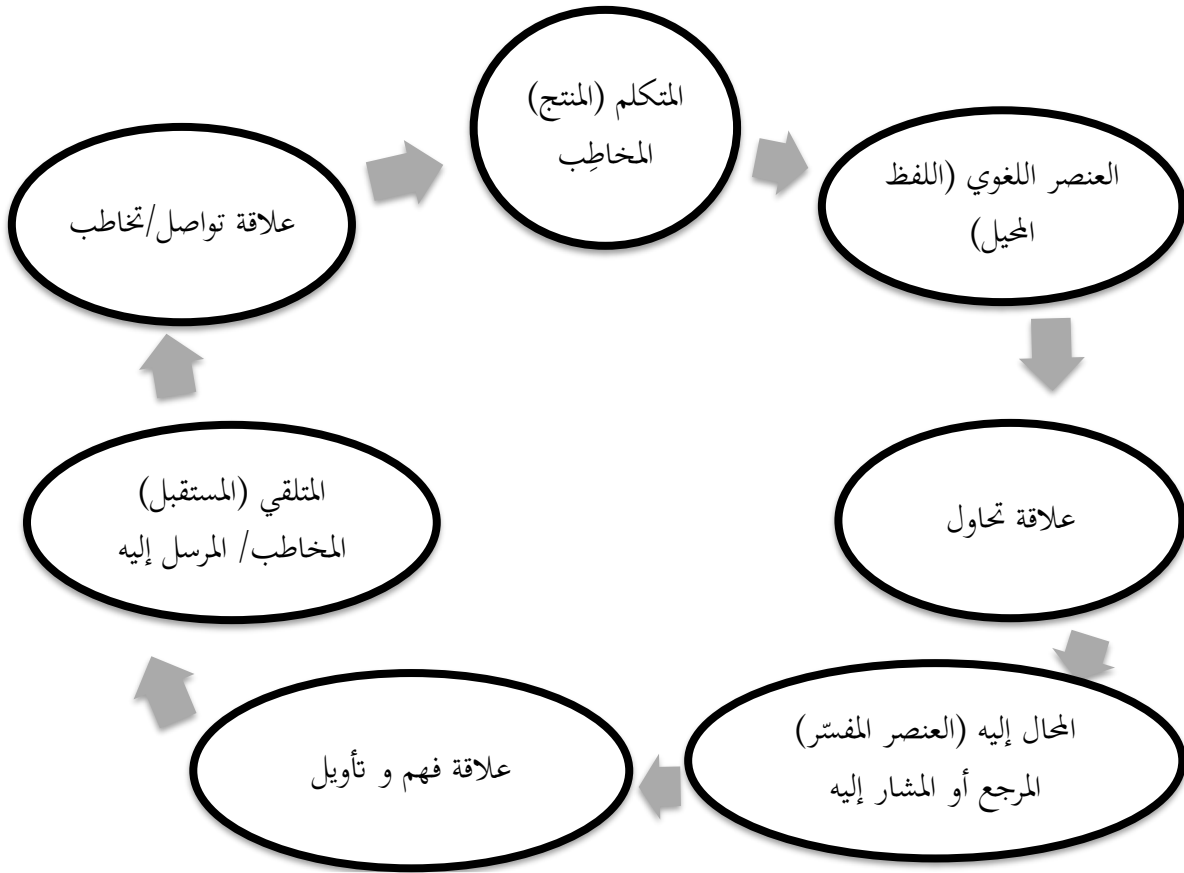 المتكلم (المنتج)
المخاطِب
العنصر اللغوي (اللفظ
المحيل)
علاقة تحاول
المحال إليه (العنصر المفسّر)
المرجع أو المشار إليه
علاقة فهم و تأويل
المتلقي (المستقبل)
المخاطب/ المرسل إليه
علاقة تواصل/تخاطب